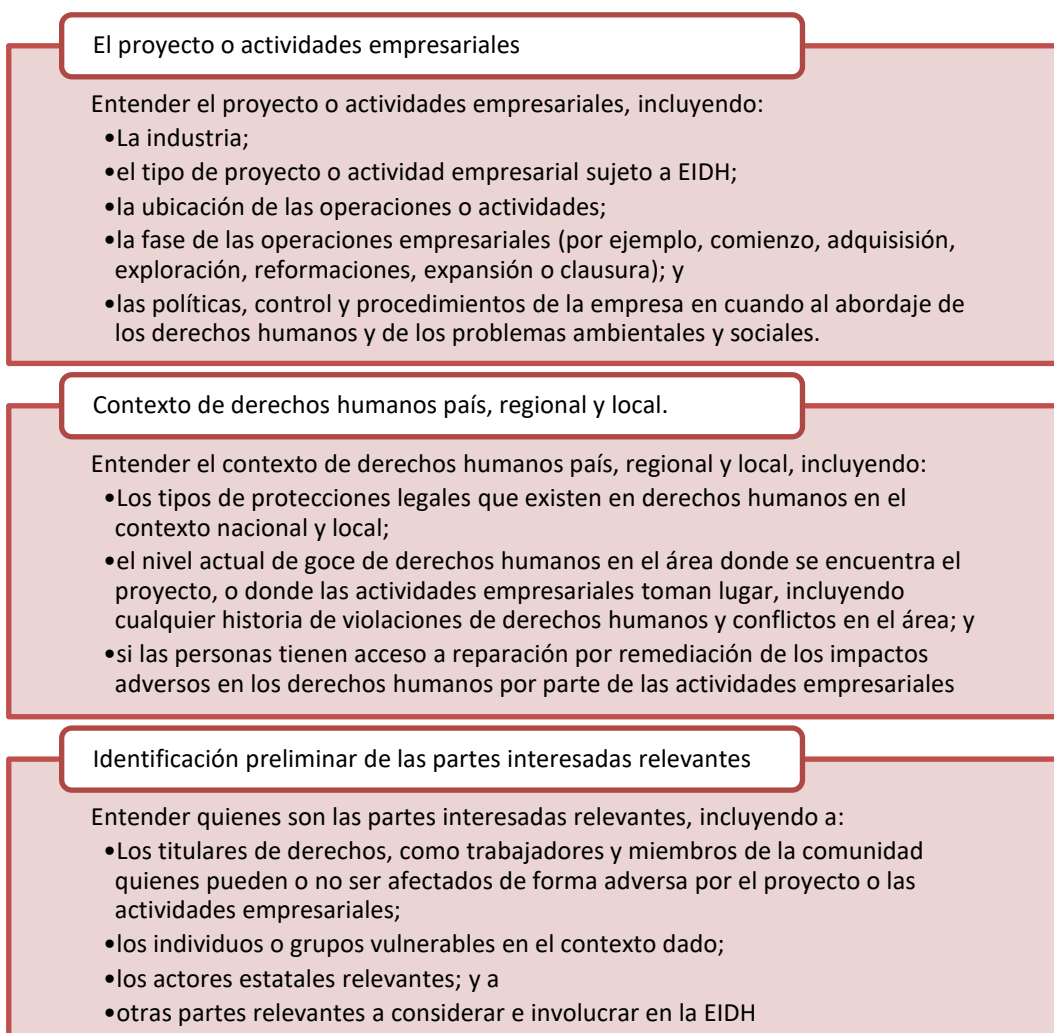 El proyecto o actividades empresariales
Entender el proyecto o actividades empresariales, incluyendo:
•La industria;
•el tipo de proyecto o actividad empresarial sujeto a EIDH;
•la ubicación de las operaciones o actividades;
•la fase de las operaciones empresariales (por ejemplo, comienzo, adquisisión,
exploración, reformaciones, expansión o clausura); y
•las políticas, control y procedimientos de la empresa en cuando al abordaje de
los derechos humanos y de los problemas ambientales y sociales.
Contexto de derechos humanos país, regional y local.
Entender el contexto de derechos humanos país, regional y local, incluyendo:
•Los tipos de protecciones legales que existen en derechos humanos en el
contexto nacional y local;
•el nivel actual de goce de derechos humanos en el área donde se encuentra el
proyecto, o donde las actividades empresariales toman lugar, incluyendo
cualquier historia de violaciones de derechos humanos y conflictos en el área; y
•si las personas tienen acceso a reparación por remediación de los impactos
adversos en los derechos humanos por parte de las actividades empresariales
Identificación preliminar de las partes interesadas relevantes
Entender quienes son las partes interesadas relevantes, incluyendo a:
•Los titulares de derechos, como trabajadores y miembros de la comunidad
quienes pueden o no ser afectados de forma adversa por el proyecto o las
actividades empresariales;
•los individuos o grupos vulnerables en el contexto dado;
•los actores estatales relevantes; y a
•otras partes relevantes a considerar e involucrar en la EIDH